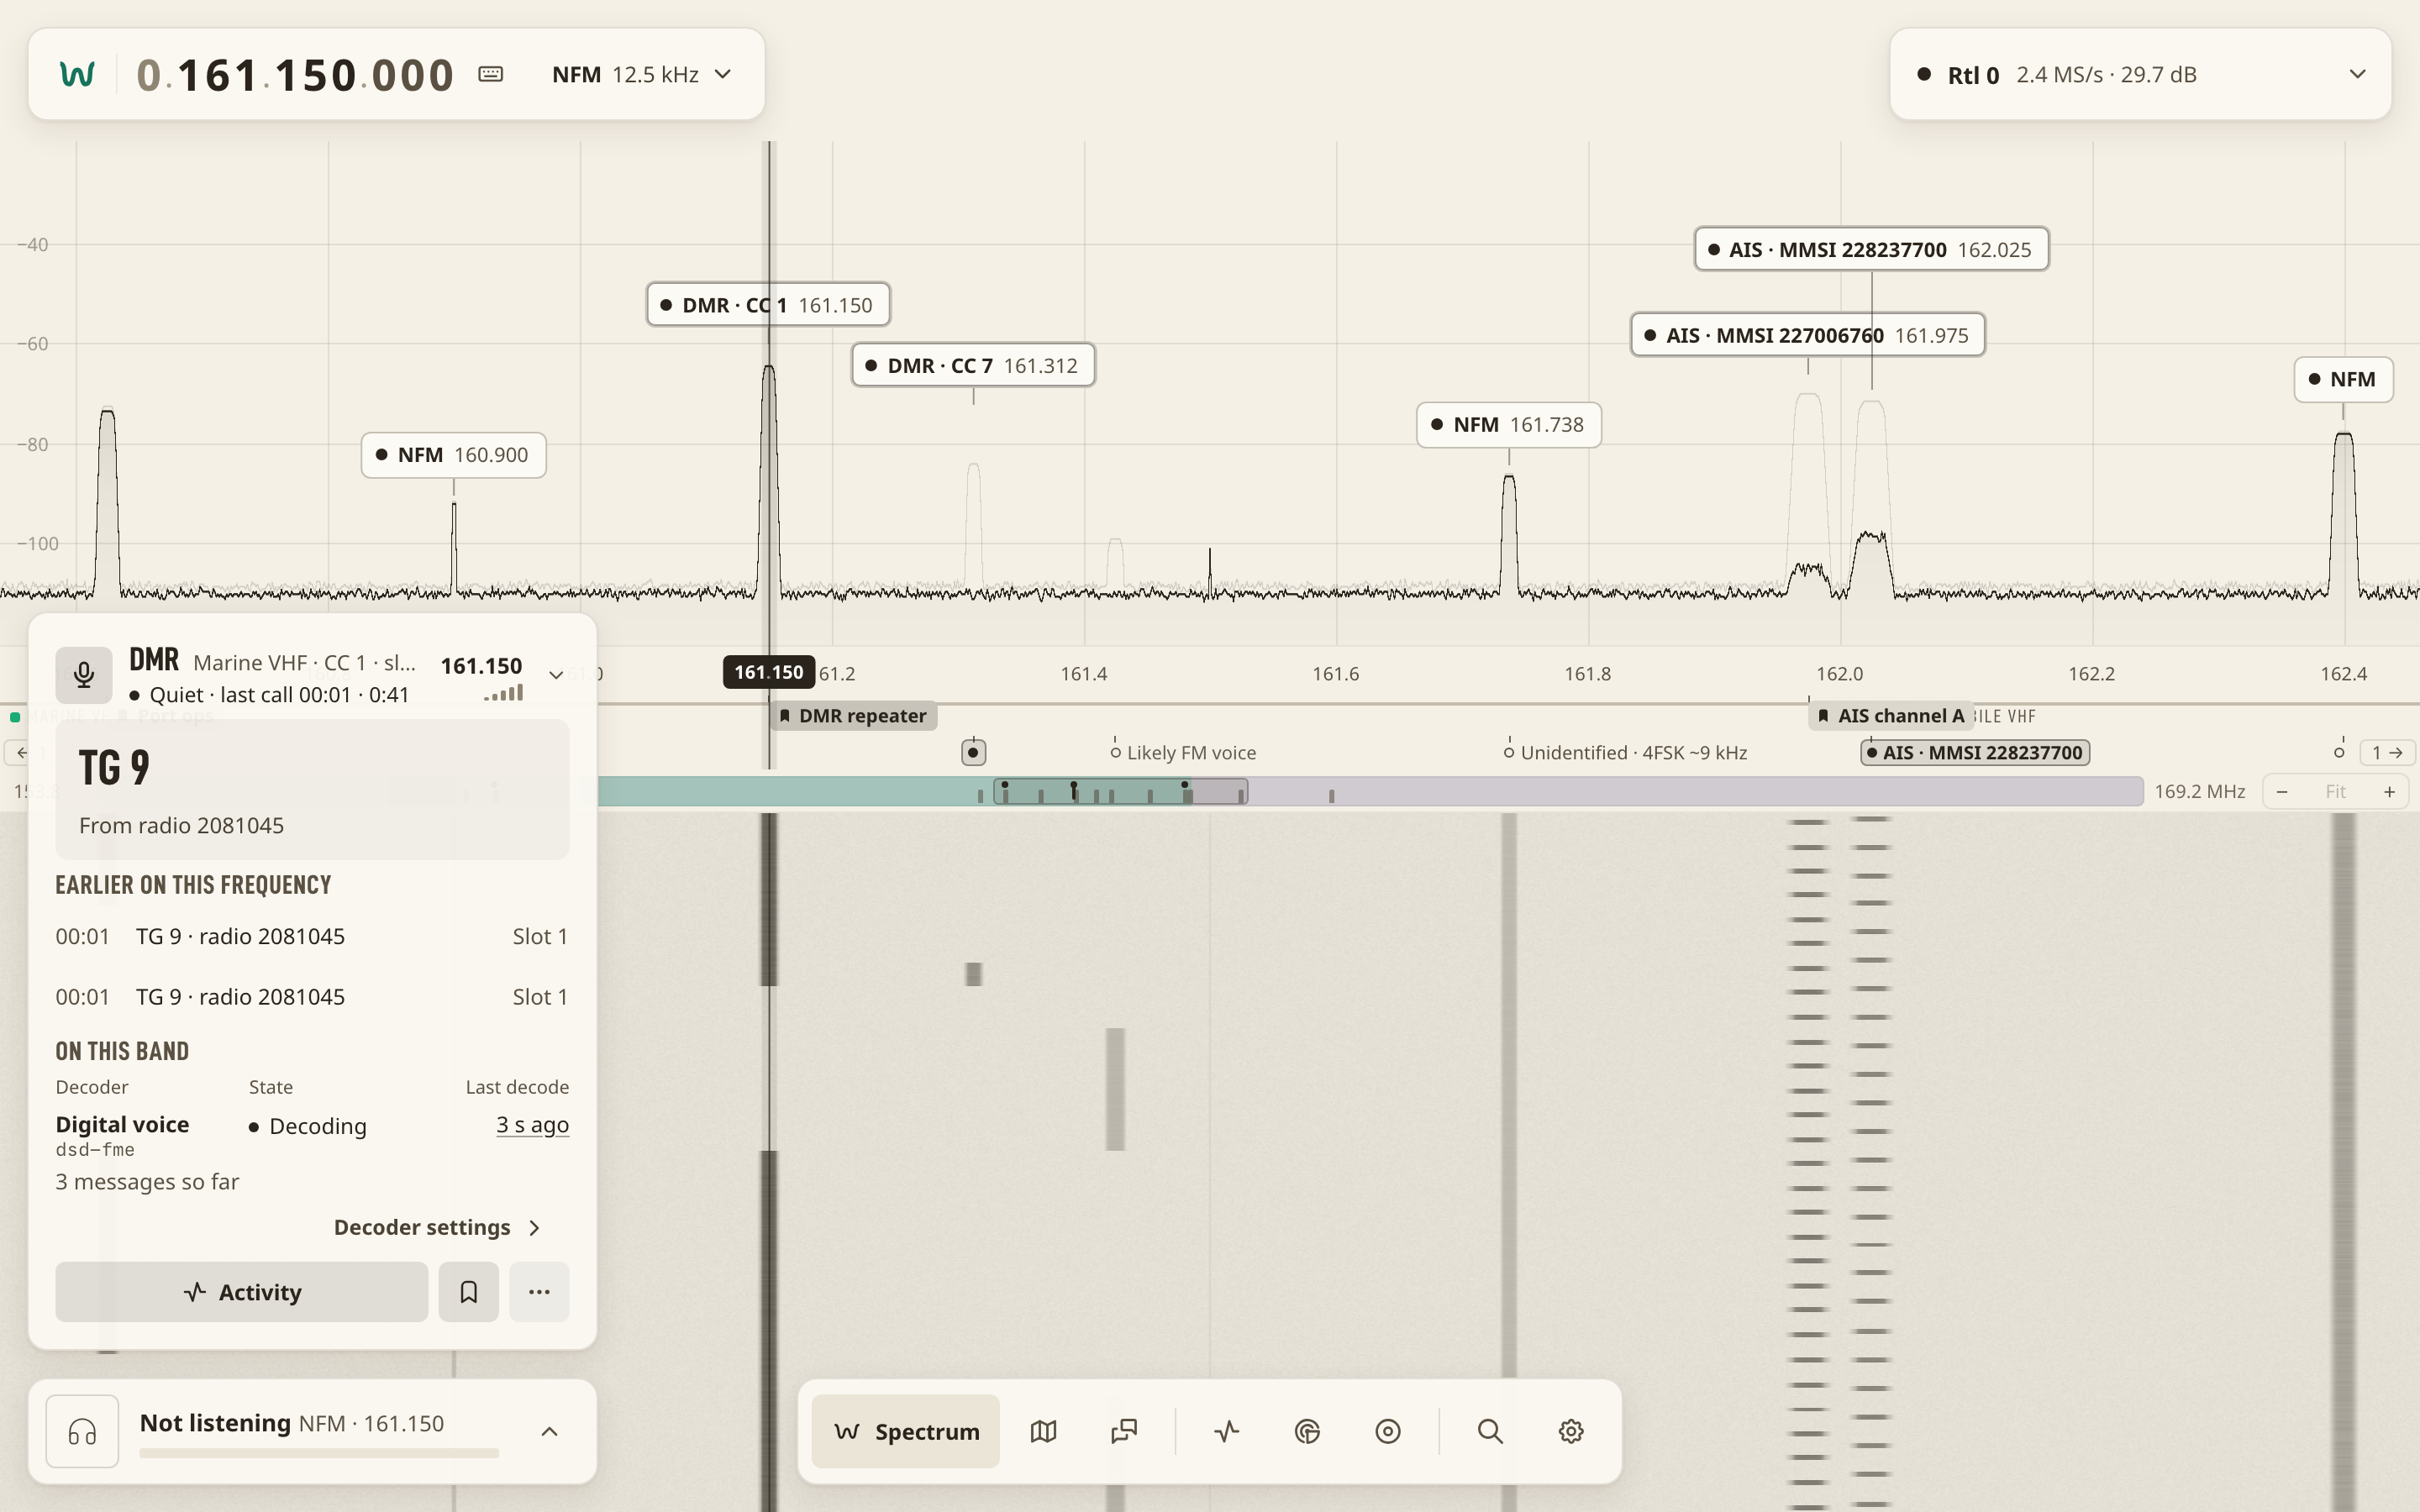 0.161.150.000
NFM 12.5 kHz
Rtl 0 2.4 MS/s · 29.7 dB
−40
−60
−80
−100
AIS · MMSI 228237700 162.025
DMR · CC 1 161.150
AIS · MMSI 227006760 161.975
DMR · CC 7 161.312
NFM
NFM 161.738
NFM 160.900
161.150
61.2
161.4
161.6
161.8
162.0
162.2
162.4
DMR repeater
AIS channel A
BILE VHF
Likely FM voice
Unidentified · 4FSK ~9 kHz
AIS · MMSI 228237700
1 →
169.2 MHz
− Fit +
DMR Marine VHF · CC 1 · sl... 161.150
Quiet · last call 00:01 · 0:41
Port ops
TG 9
From radio 2081045
EARLIER ON THIS FREQUENCY
00:01 TG 9 · radio 2081045 Slot 1
00:01 TG 9 · radio 2081045 Slot 1
ON THIS BAND
Decoder State Last decode
Digital voice Decoding 3 s ago
dsd-fme
3 messages so far
Decoder settings
Activity
Not listening NFM · 161.150
Spectrum